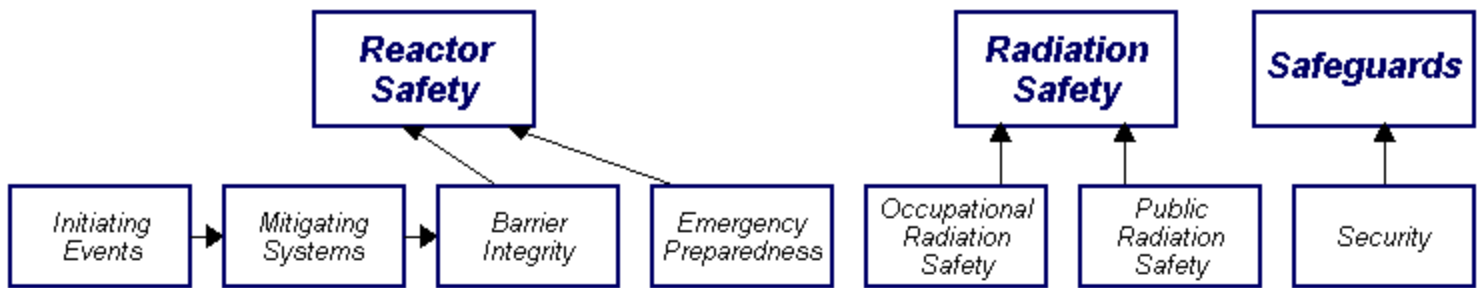 Reactor
Safety
Radiation
Safety
Safeguards
Initiating
Events
Mitigating
Systems
Barrier
Integrity
Emergency
Preparedness
Occupational
Radiation
Safety
Public
Radiation
Safety
Security